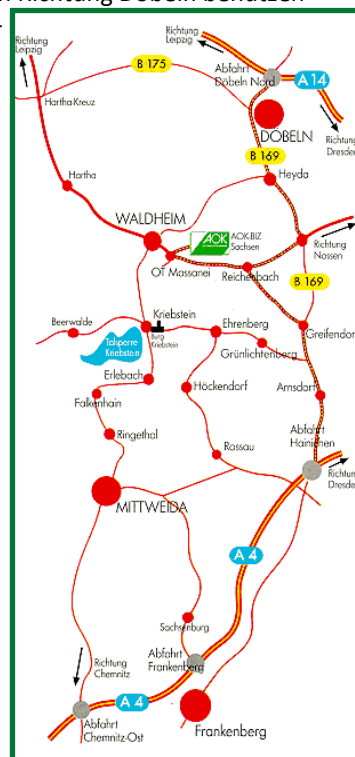 Richtung Döbeln benutzen
Richtung
Leipzig
Richtung
Leipzig
B 175
Abfahrt
Döbeln Nord
A 14
Hartha-Kreuz
DÖBELN
Richtung
Dresden
B 169
Hartha
Heyda
WALDHEIM
AOK
AOK-BIZ
Sachsen
OT Massanei
Richtung
Nossen
Reichenbach
B 169
Kriebstein
Beerwalde
Burg
Kriebstein
Ehrenberg
Greifendorf
Talsperre
Kriebstein
Grünlichtenberg
Erlebach
Höckendorf
Arnsdorf
Falkenhain
Abfahrt
Hainichen
Ringethal
Rossau
Richtung
Dresden
MITTWEIDA
A 4
Sachsenburg
Richtung
Chemnitz
Abfahrt
Frankenberg
A 4
Abfahrt
Chemnitz-Ost
Frankenberg